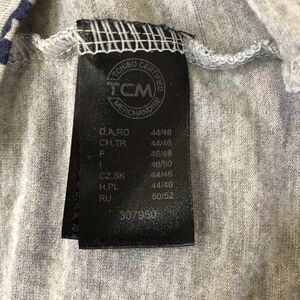 TCHIBO CERTIFIED
TCM
MERCHANDISE
D,A,RO 44/46
CH,TR 44/46
F 46/48
I 48/50
CZ,SK 44/46
H,PL 44/46
RU 50/52
307950